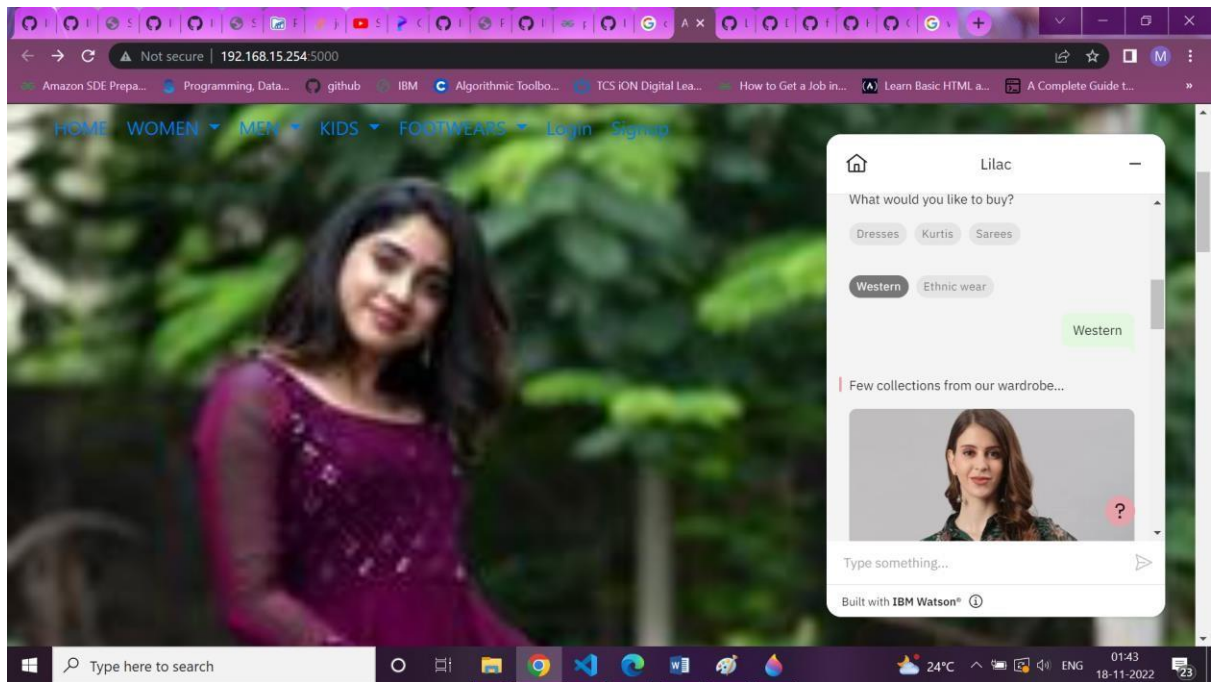 Not secure | 192.168.15.254:5000
M
Amazon SDE Prepa... Programming, Data... github IBM Algorithmic Toolbo... TCS iON Digital Lea... How to Get a Job in... Learn Basic HTML a... A Complete Guide t... »
HOME WOMEN MEN KIDS FOOTWEARS Login Signup
Lilac
What would you like to buy?
Dresses Kurtis Sarees
Western Ethnic wear
Western
Few collections from our wardrobe...
?
Type something...
Built with IBM Watson®
Type here to search
24°C ENG
01:43
18-11-2022
23